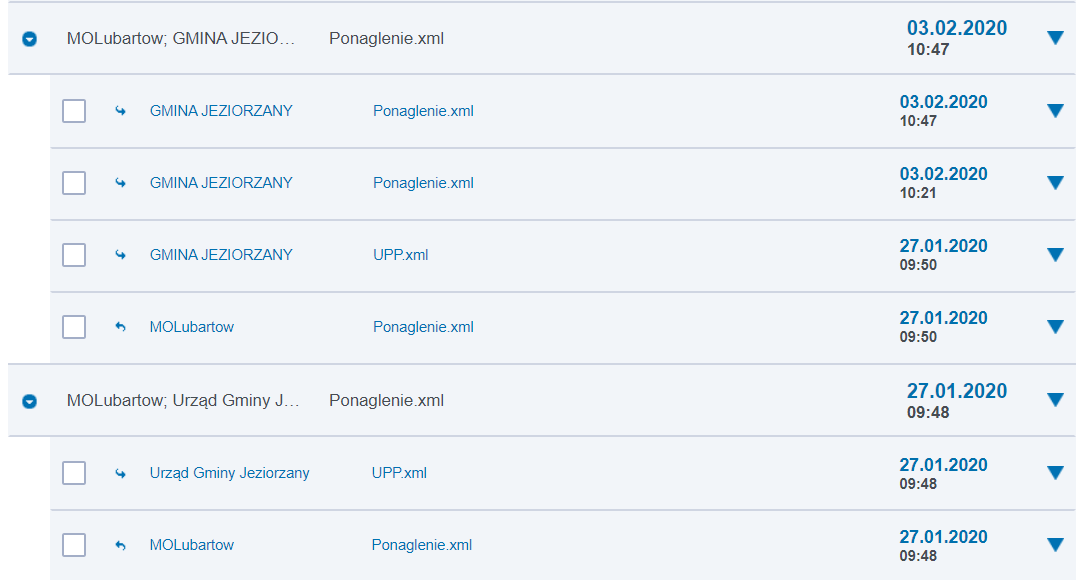 MOLubartow; GMINA JEZIO… Ponaglenie.xml 03.02.2020
10:47
GMINA JEZIORZANY Ponaglenie.xml 03.02.2020
10:47
GMINA JEZIORZANY Ponaglenie.xml 03.02.2020
10:21
GMINA JEZIORZANY UPP.xml 27.01.2020
09:50
MOLubartow Ponaglenie.xml 27.01.2020
09:50
MOLubartow; Urząd Gminy J… Ponaglenie.xml 27.01.2020
09:48
Urząd Gminy Jeziorzany UPP.xml 27.01.2020
09:48
MOLubartow Ponaglenie.xml 27.01.2020
09:48